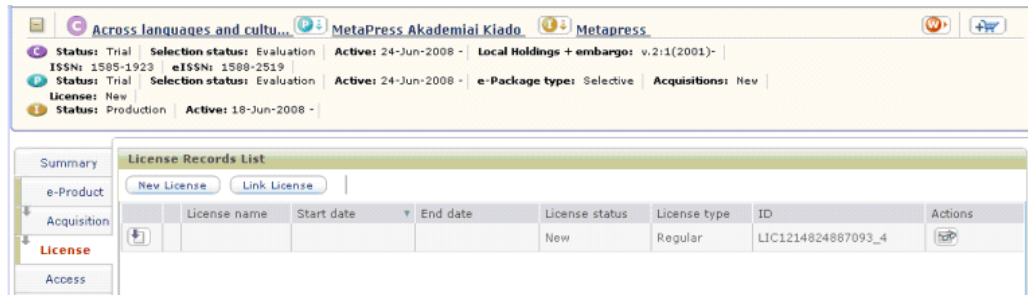 C Across languages and cultu... P MetaPress Akademiai Kiado I Metapress W
C Status: Trial Selection status: Evaluation Active: 24-Jun-2008 - Local Holdings + embargo: v.2:1(2001)-
ISSN: 1585-1923 eISSN: 1588-2519
P Status: Trial Selection status: Evaluation Active: 24-Jun-2008 - e-Package type: Selective Acquisitions: New
License: New
I Status: Production Active: 18-Jun-2008 -
Summary
e-Product
Acquisition
License
Access
License Records List
New License Link License
License name Start date End date License status License type ID Actions
New Regular LIC1214824887093_4